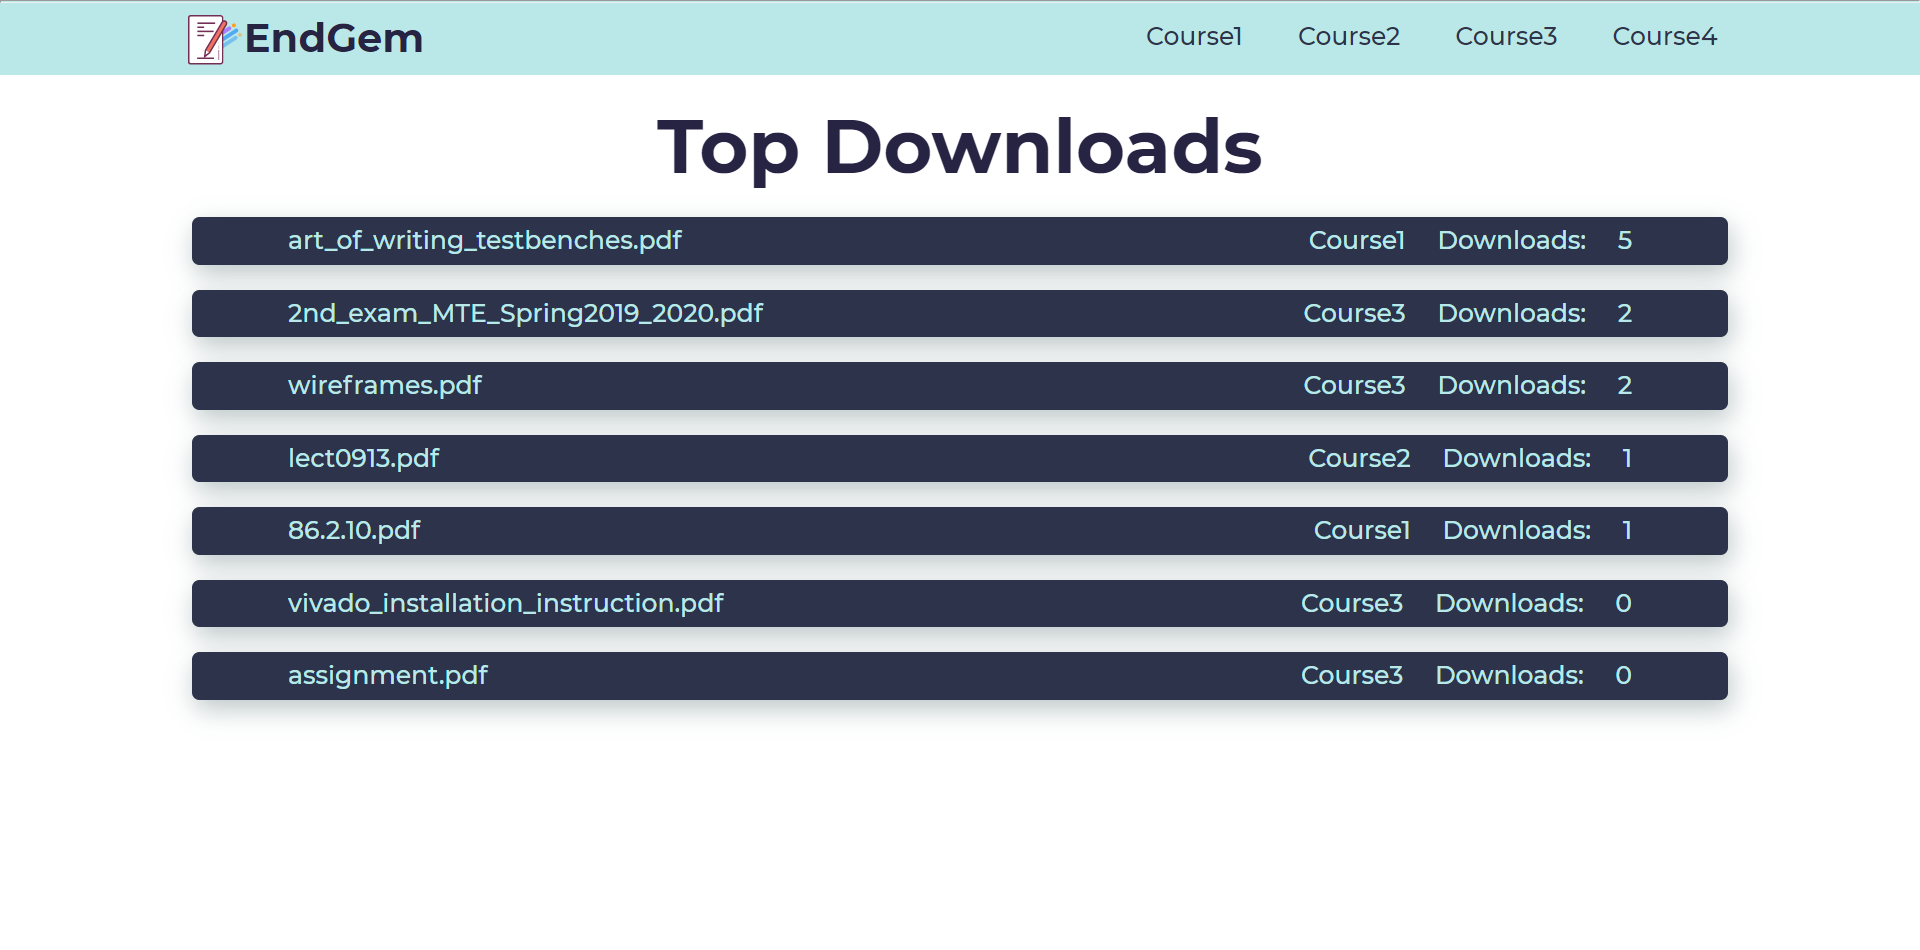 EndGem Course1 Course2 Course3 Course4
Top Downloads
art_of_writing_testbenches.pdf Course1 Downloads: 5
2nd_exam_MTE_Spring2019_2020.pdf Course3 Downloads: 2
wireframes.pdf Course3 Downloads: 2
lect0913.pdf Course2 Downloads: 1
86.2.10.pdf Course1 Downloads: 1
vivado_installation_instruction.pdf Course3 Downloads: 0
assignment.pdf Course3 Downloads: 0